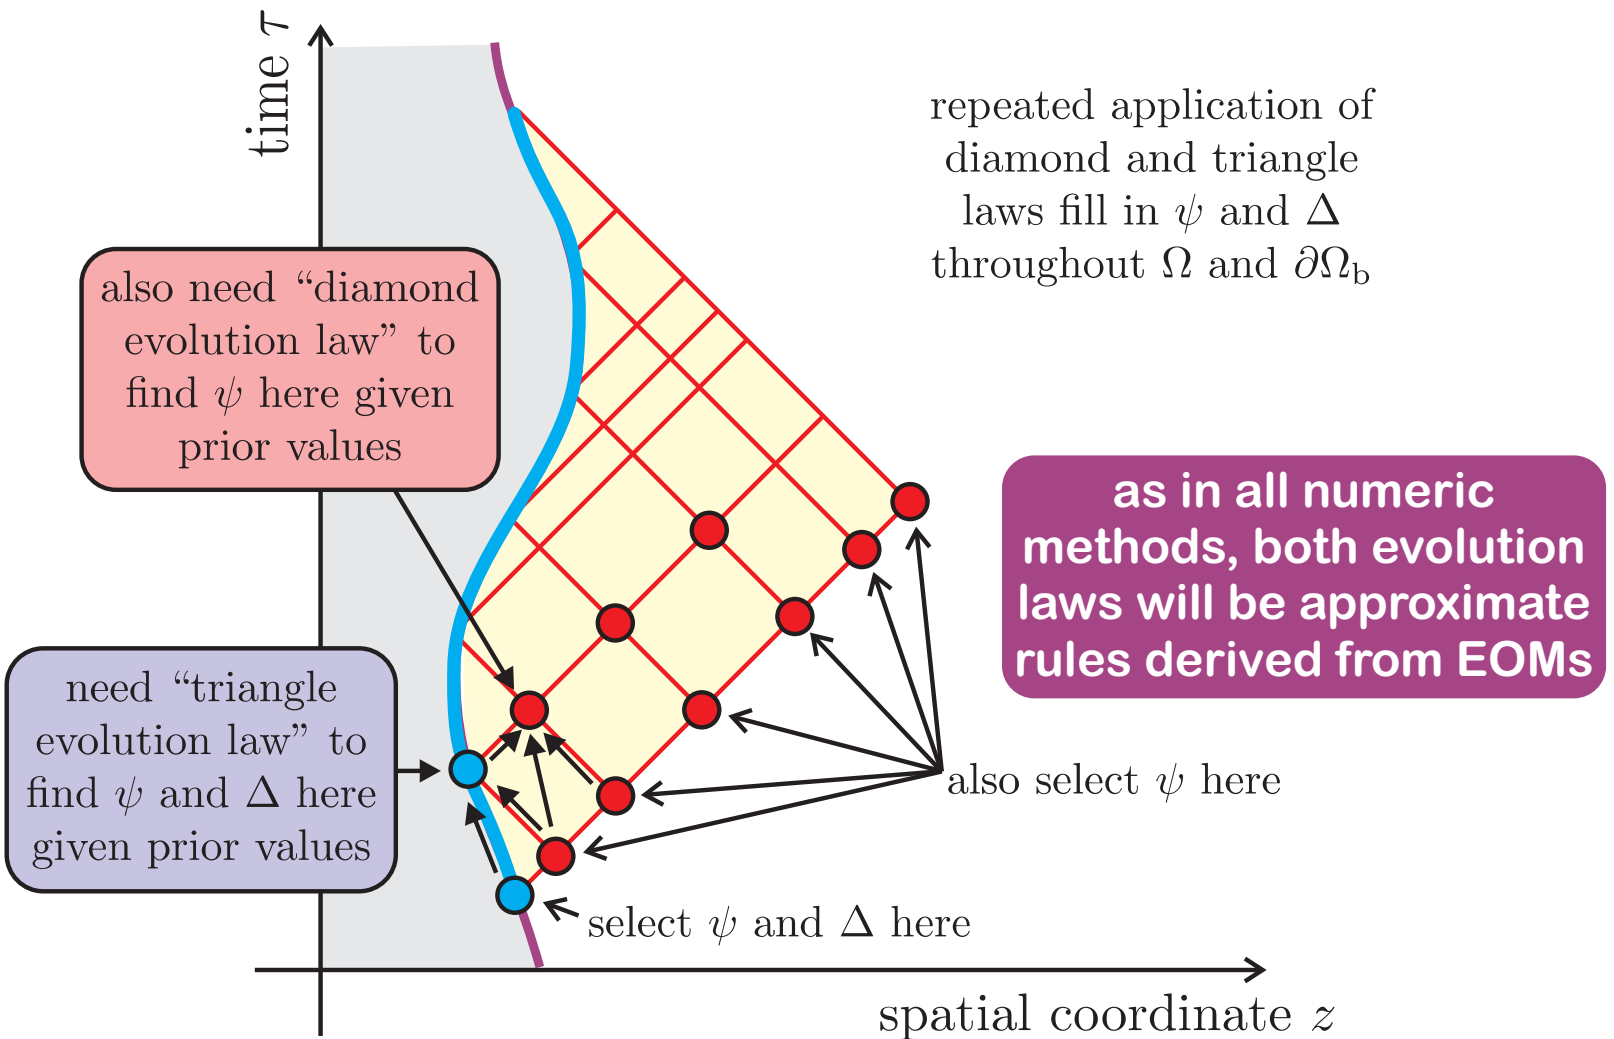 time τ
repeated application of
diamond and triangle
laws fill in ψ and Δ
throughout Ω and ∂Ω_b
also need “diamond
evolution law” to
find ψ here given
prior values
as in all numeric
methods, both evolution
laws will be approximate
rules derived from EOMs
need “triangle
evolution law” to
find ψ and Δ here
given prior values
also select ψ here
select ψ and Δ here
spatial coordinate z